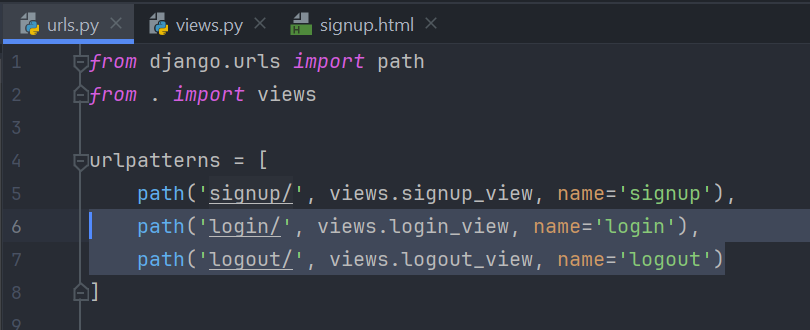 urls.py views.py signup.html
1 from django.urls import path
2 from . import views
3
4 urlpatterns = [
5     path('signup/', views.signup_view, name='signup'),
6     path('login/', views.login_view, name='login'),
7     path('logout/', views.logout_view, name='logout')
8 ]
9